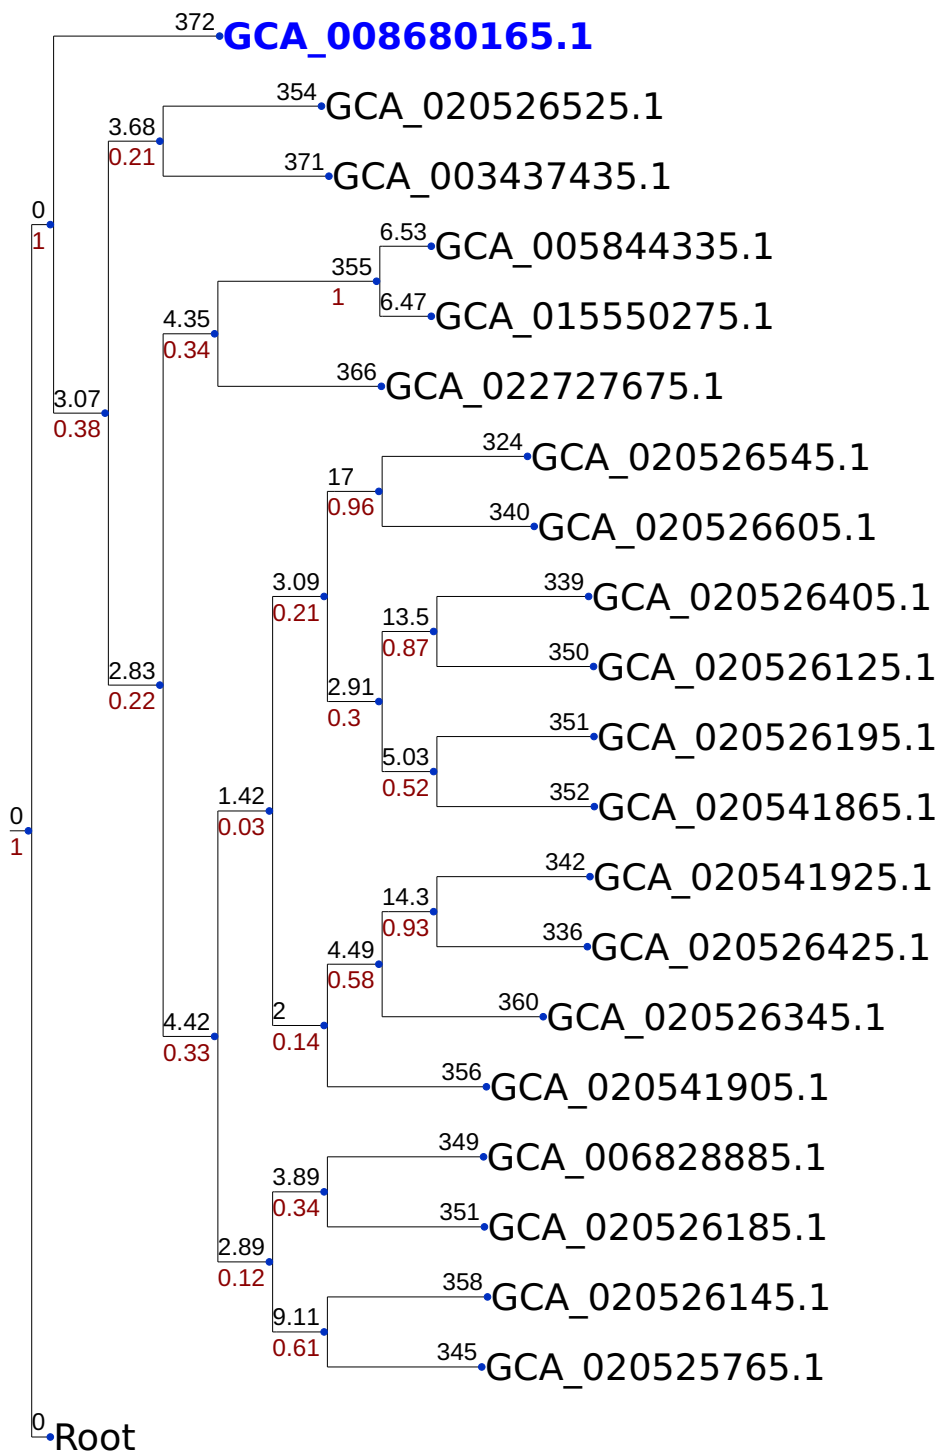 372
GCA_008680165.1
354
GCA_020526525.1
3.68
0.21
371
GCA_003437435.1
0
1
6.53
GCA_005844335.1
355
1
6.47
GCA_015550275.1
4.35
0.34
366
GCA_022727675.1
3.07
0.38
324
GCA_020526545.1
17
0.96
340
GCA_020526605.1
3.09
0.21
339
GCA_020526405.1
13.5
0.87
350
GCA_020526125.1
2.83
0.22
2.91
0.3
351
GCA_020526195.1
5.03
0.52
352
GCA_020541865.1
1.42
0.03
0
1
342
GCA_020541925.1
14.3
0.93
336
GCA_020526425.1
4.49
0.58
360
GCA_020526345.1
4.42
0.33
2
0.14
356
GCA_020541905.1
349
GCA_006828885.1
3.89
0.34
351
GCA_020526185.1
2.89
0.12
358
GCA_020526145.1
9.11
0.61
345
GCA_020525765.1
0
Root